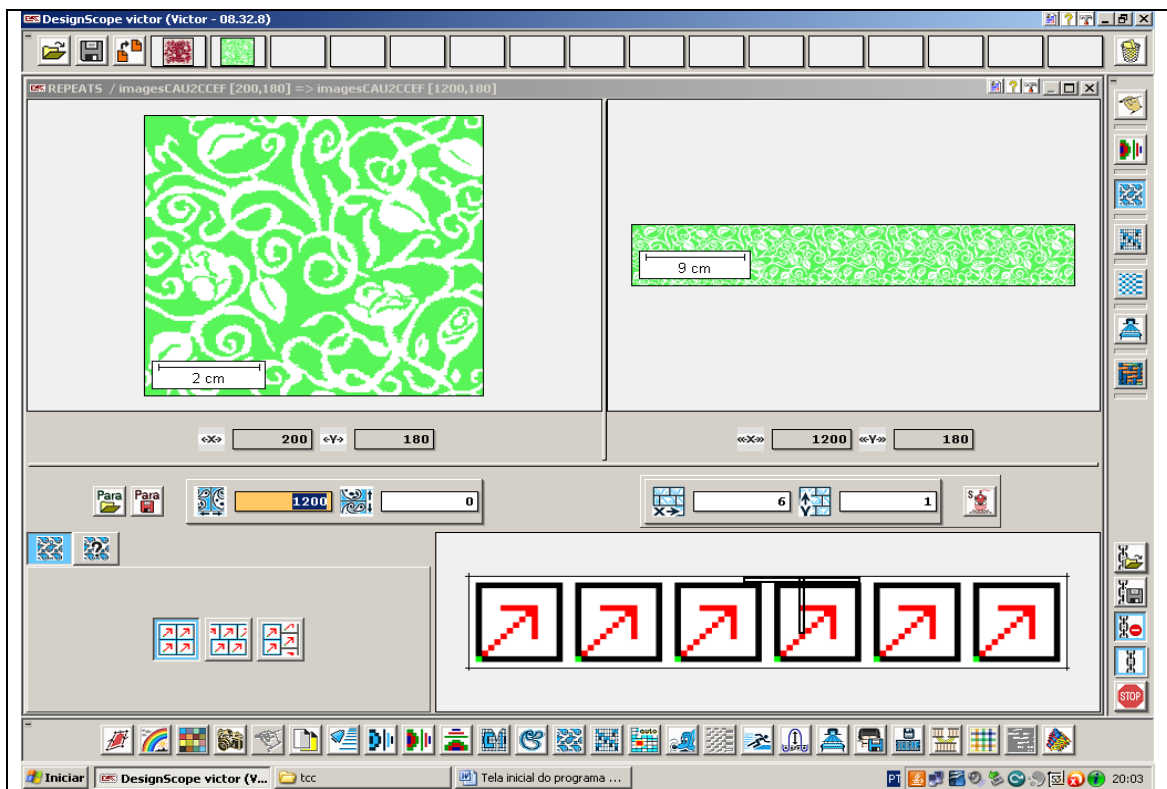 DesignScope victor (Victor - 08.32.8)
REPEATS / imagesCAU2CCEF [200,180] => imagesCAU2CCEF [1200,180]
2 cm
9 cm
<X> 200 <Y> 180
«X» 1200 «Y» 180
Para Para 1200 0
X 6 Y 1 S
auto
STOP
Iniciar DesignScope victor (V... tcc Tela inicial do programa ... PT 20:03